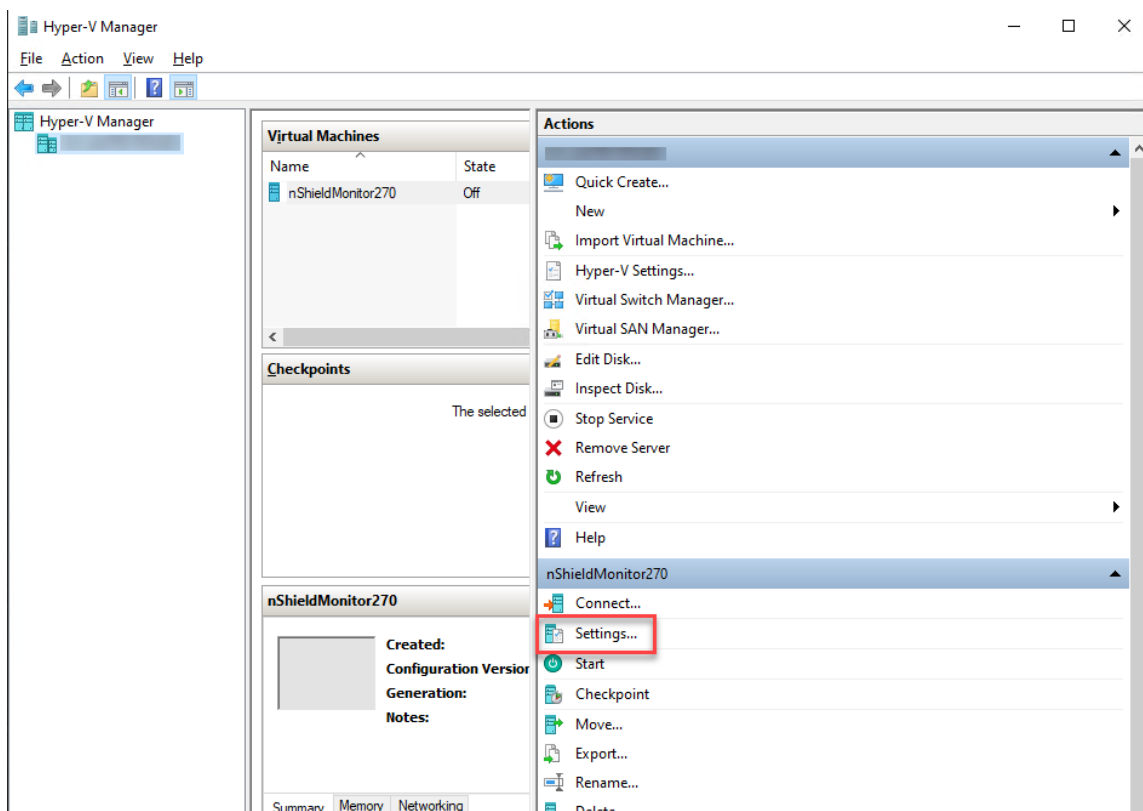 Hyper-V Manager
File Action View Help
Hyper-V Manager
Virtual Machines
Name State
nShieldMonitor270 Off
Checkpoints
The selected
nShieldMonitor270
Created:
Configuration Version
Generation:
Notes:
Summary Memory Networking
Actions
Quick Create...
New
Import Virtual Machine...
Hyper-V Settings...
Virtual Switch Manager...
Virtual SAN Manager...
Edit Disk...
Inspect Disk...
Stop Service
Remove Server
Refresh
View
Help
nShieldMonitor270
Connect...
Settings...
Start
Checkpoint
Move...
Export...
Rename...
Delete